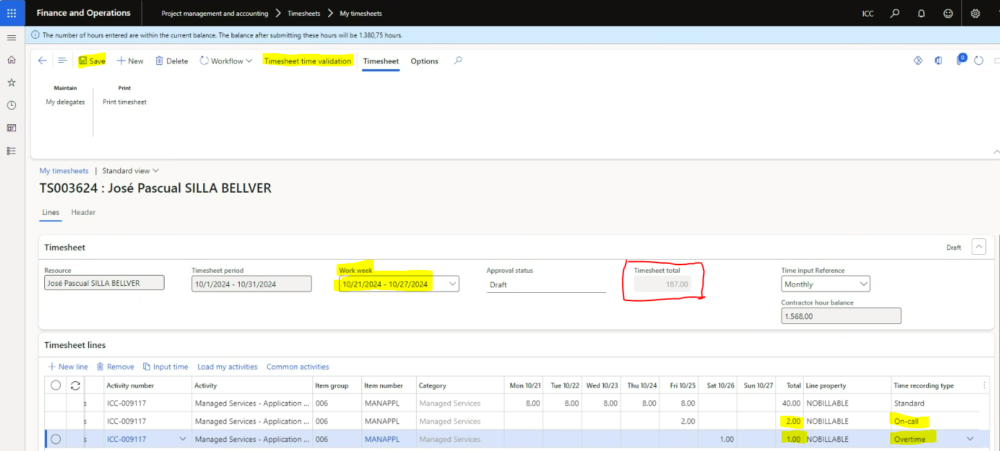 Finance and Operations Project management and accounting Timesheets My timesheets ICC
The number of hours entered are within the current balance. The balance after submitting these hours will be 1.380,75 hours.
Save New Delete Workflow Timesheet time validation Timesheet Options 0
Maintain Print
My delegates Print timesheet
My timesheets | Standard view
TS003624 : José Pascual SILLA BELLVER
Lines Header
Timesheet Draft
Resource Timesheet period Work week Approval status Timesheet total Time input Reference
José Pascual SILLA BELLVER 10/1/2024 - 10/31/2024 10/21/2024 - 10/27/2024 Draft 187.00 Monthly
Contractor hour balance
1.568,00
Timesheet lines
New line Remove Input time Load my activities Common activities
Activity number Activity Item group Item number Category Mon 10/21 Tue 10/22 Wed 10/23 Thu 10/24 Fri 10/25 Sat 10/26 Sun 10/27 Total Line property Time recording type
s ICC-009117 Managed Services - Application ... 006 MANAPPL Managed Services 8.00 8.00 8.00 8.00 8.00 40.00 NOBILLABLE Standard
s ICC-009117 Managed Services - Application ... 006 MANAPPL Managed Services 2.00 2.00 NOBILLABLE On-call
s ICC-009117 Managed Services - Application ... 006 MANAPPL Managed Services 1.00 1.00 NOBILLABLE Overtime